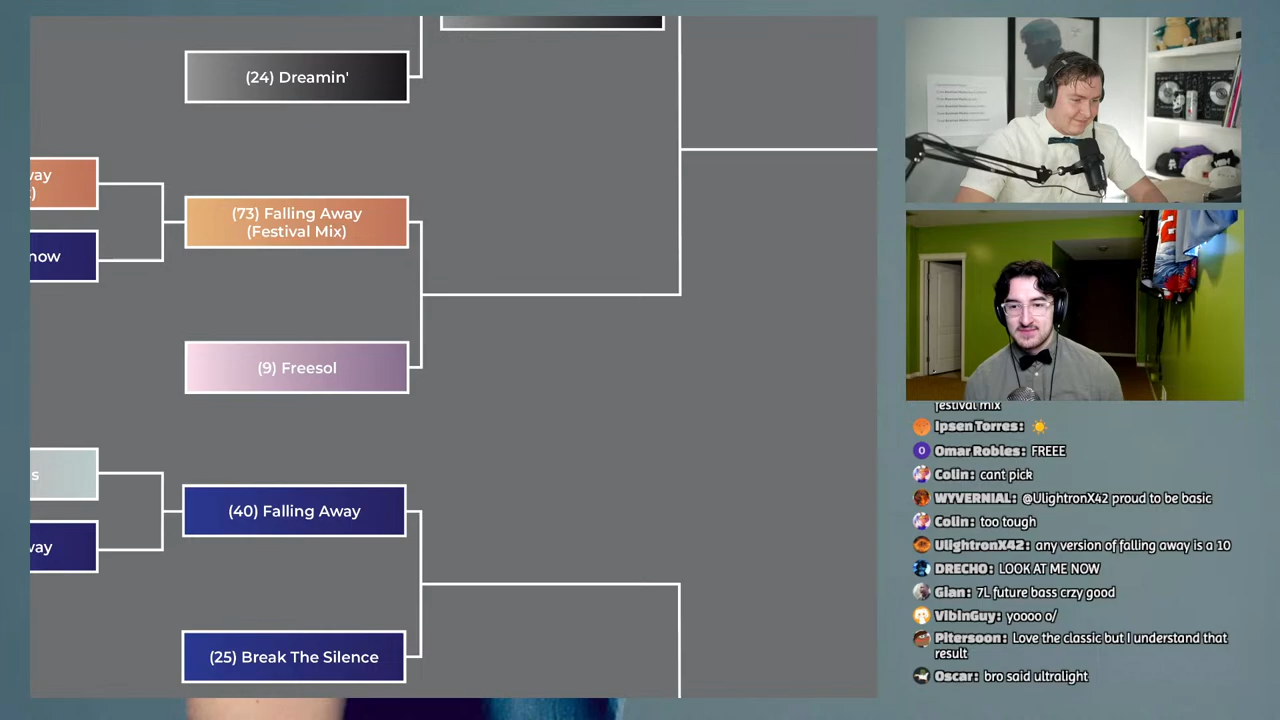 (24) Dreamin'
(73) Falling Away
(Festival Mix)
(9) Freesol
(40) Falling Away
(25) Break The Silence
festival mix
Ipsen Torres: ☀️
O Omar Robles: FREEE
Colin: cant pick
WYVERNIAL: @UlightronX42 proud to be basic
Colin: too tough
UlightronX42: any version of falling away is a 10
DRECHO: LOOK AT ME NOW
Gian: 7L future bass crzy good
VibinGuy: yoooo o/
Pitersoon: Love the classic but I understand that
result
Oscar: bro said ultralight